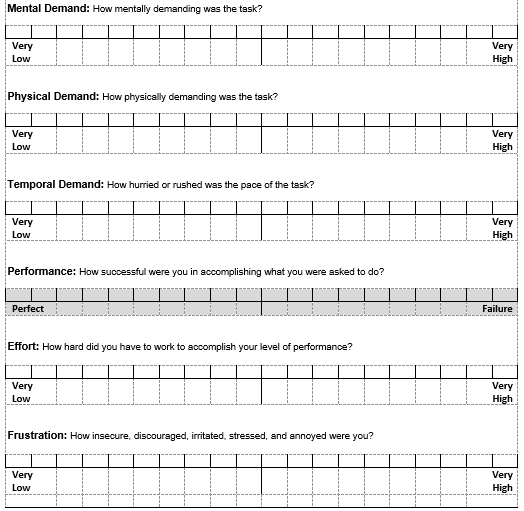 Mental Demand: How mentally demanding was the task?
Very Very
Low High
Physical Demand: How physically demanding was the task?
Very Very
Low High
Temporal Demand: How hurried or rushed was the pace of the task?
Very Very
Low High
Performance: How successful were you in accomplishing what you were asked to do?
Perfect Failure
Effort: How hard did you have to work to accomplish your level of performance?
Very Very
Low High
Frustration: How insecure, discouraged, irritated, stressed, and annoyed were you?
Very Very
Low High